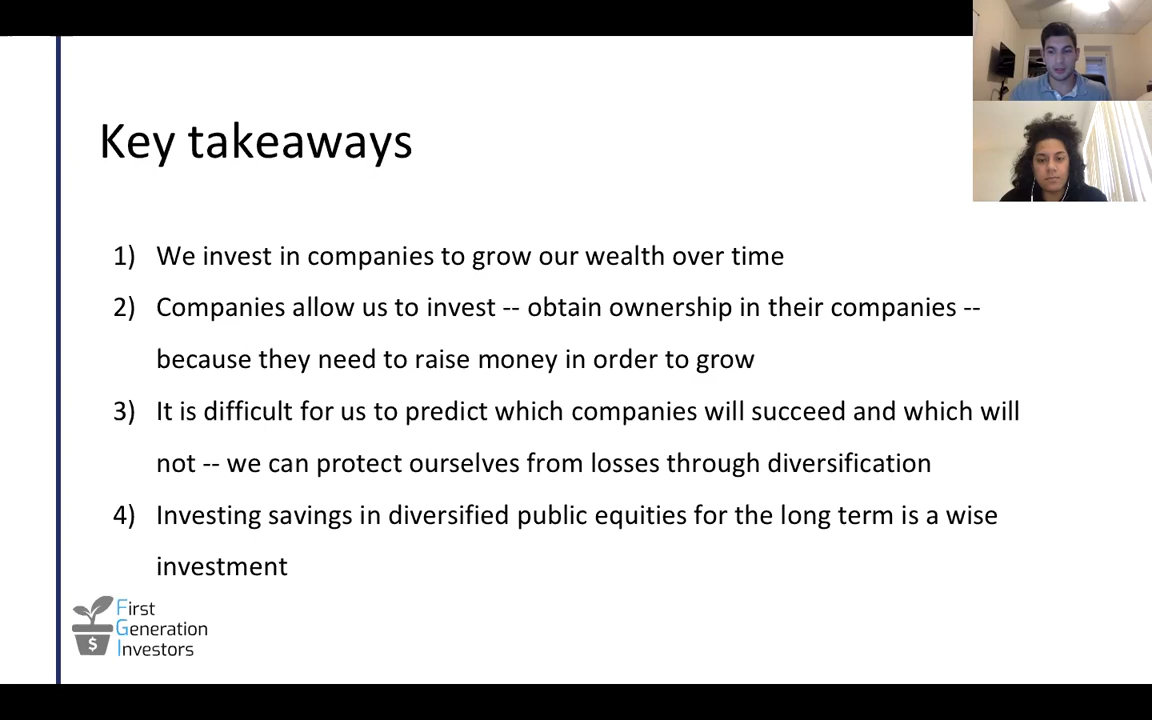 Key takeaways
1) We invest in companies to grow our wealth over time
2) Companies allow us to invest -- obtain ownership in their companies --
because they need to raise money in order to grow
3) It is difficult for us to predict which companies will succeed and which will
not -- we can protect ourselves from losses through diversification
4) Investing savings in diversified public equities for the long term is a wise
investment
$
First
Generation
Investors